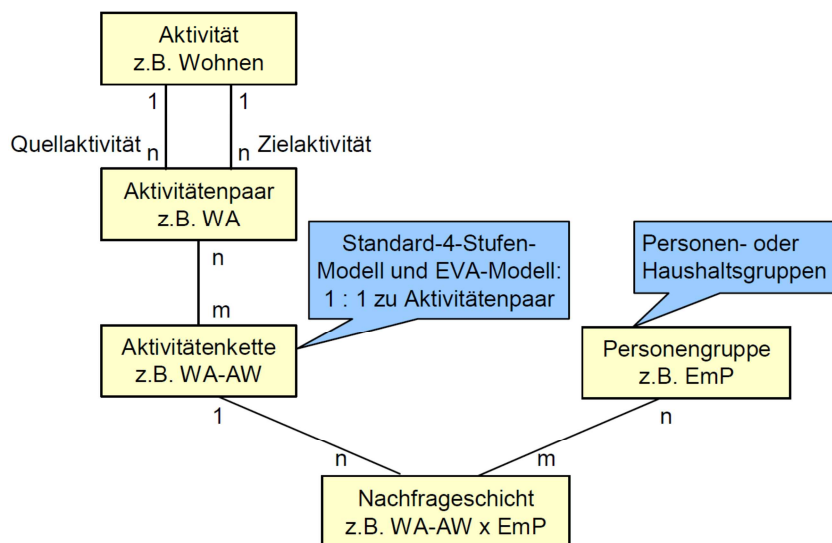 Aktivität
z.B. Wohnen
1
1
Quellaktivität
n
n
Zielaktivität
Aktivitätenpaar
z.B. WA
n
m
Standard-4-Stufen-
Modell und EVA-Modell:
1 : 1 zu Aktivitätenpaar
Personen- oder
Haushaltsgruppen
Aktivitätenkette
z.B. WA-AW
Personengruppe
z.B. EmP
1
n
n
m
Nachfrageschicht
z.B. WA-AW x EmP